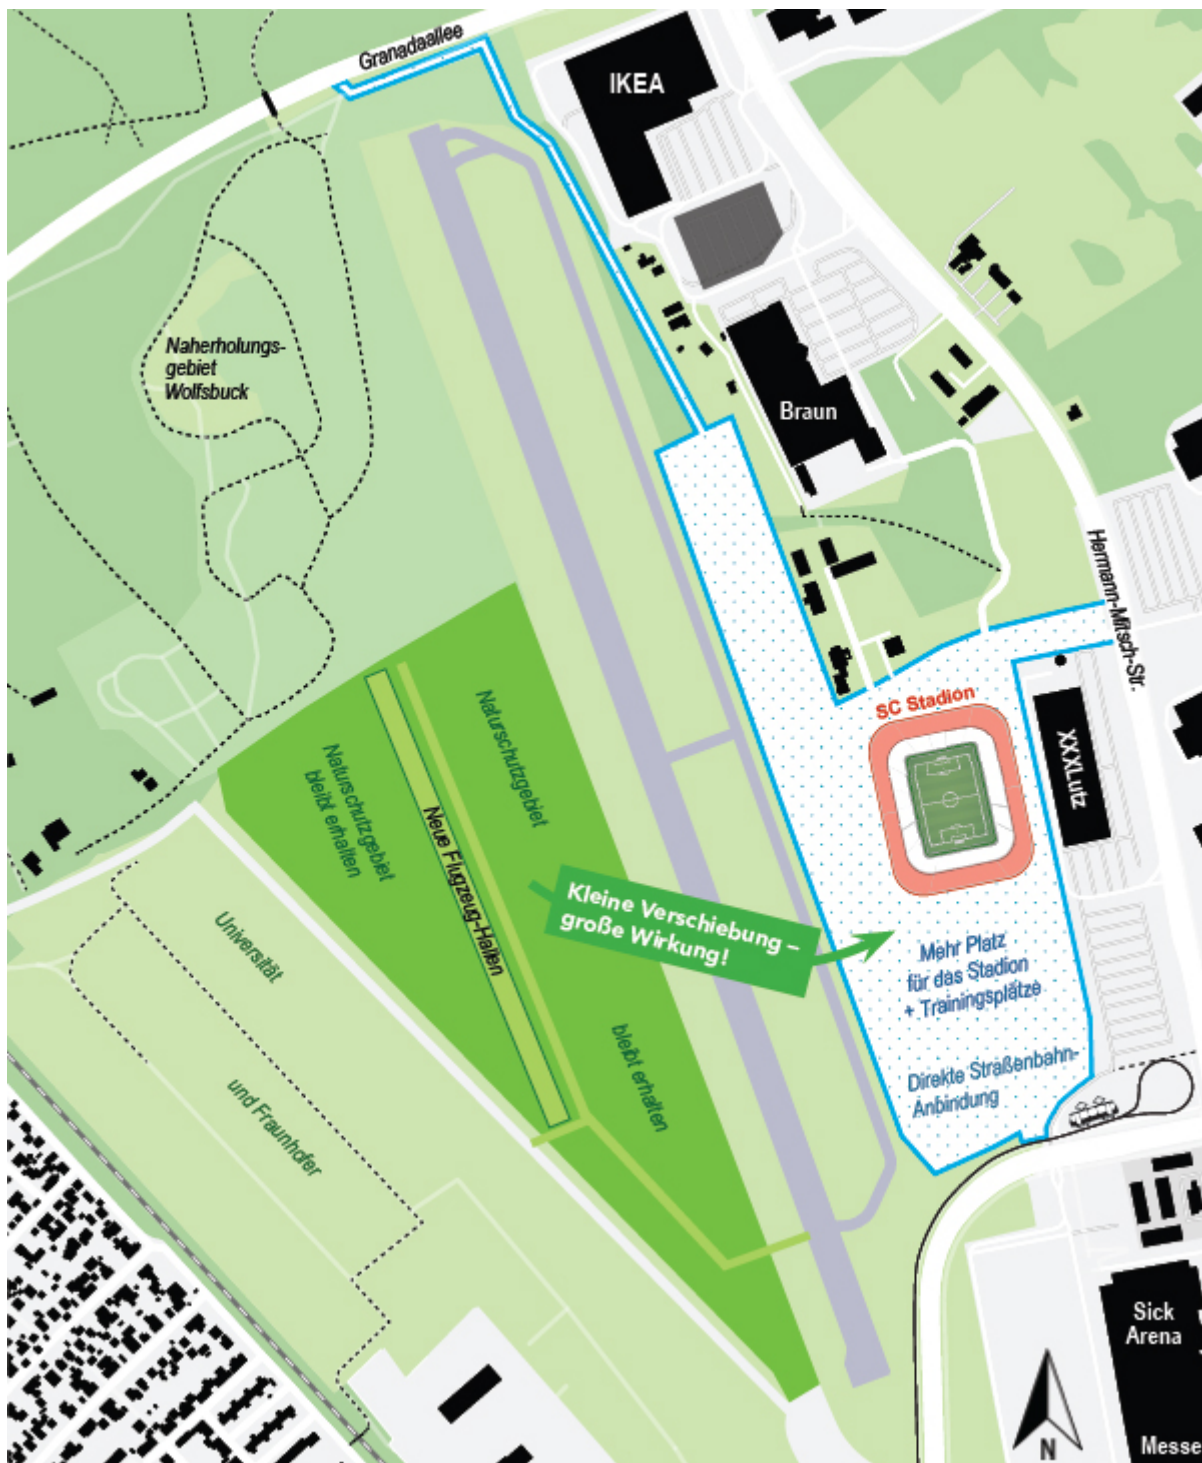 Granadaallee
IKEA
Naherholungs-
gebiet
Wolfsbuck
Braun
Hermann-Mitsch-Str.
SC Stadion
XXXLutz
Naturschutzgebiet
bleibt erhalten
Neue Flugzeug-Hallen
Naturschutzgebiet
bleibt erhalten
Kleine Verschiebung –
große Wirkung!
Mehr Platz
für das Stadion
+ Trainingsplätze
Direkte Straßenbahn-
Anbindung
Universität
und Fraunhofer
Sick
Arena
Messe
N